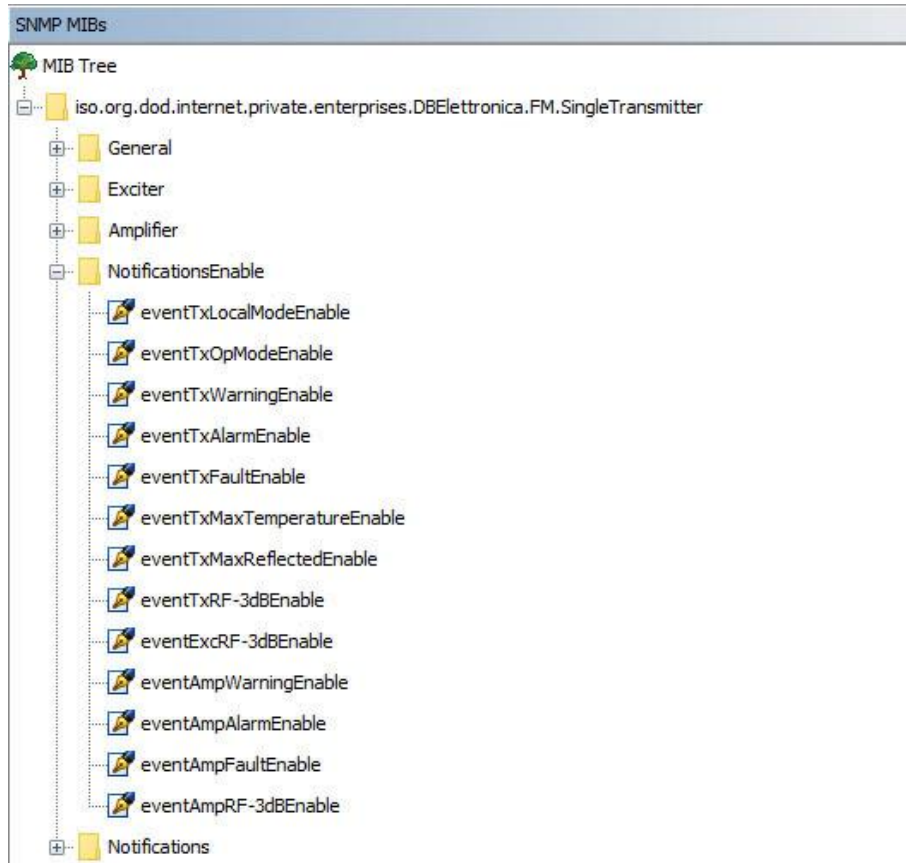 SNMP MIBs
MIB Tree
iso.org.dod.internet.private.enterprises.DBElettronica.FM.SingleTransmitter
General
Exciter
Amplifier
NotificationsEnable
eventTxLocalModeEnable
eventTxOpModeEnable
eventTxWarningEnable
eventTxAlarmEnable
eventTxFaultEnable
eventTxMaxTemperatureEnable
eventTxMaxReflectedEnable
eventTxRF-3dBEnable
eventExcRF-3dBEnable
eventAmpWarningEnable
eventAmpAlarmEnable
eventAmpFaultEnable
eventAmpRF-3dBEnable
Notifications